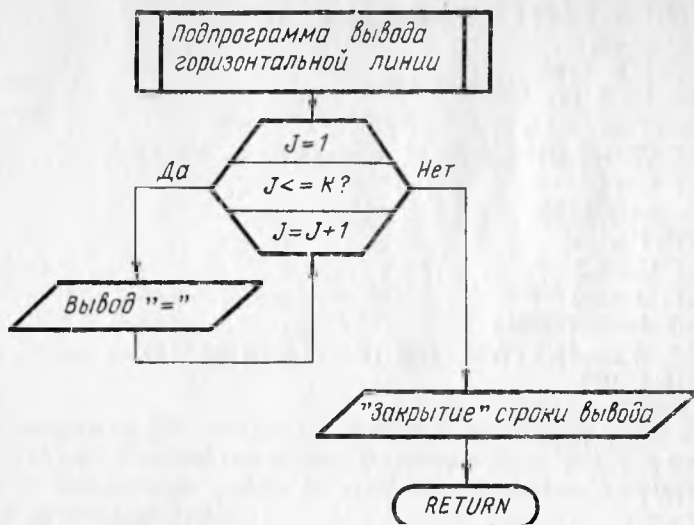 Подпрограмма вывода
горизонтальной линии
J=1
Да
J<=K?
Нет
J=J+1
Вывод "="
"Закрытие" строки вывода
RETURN